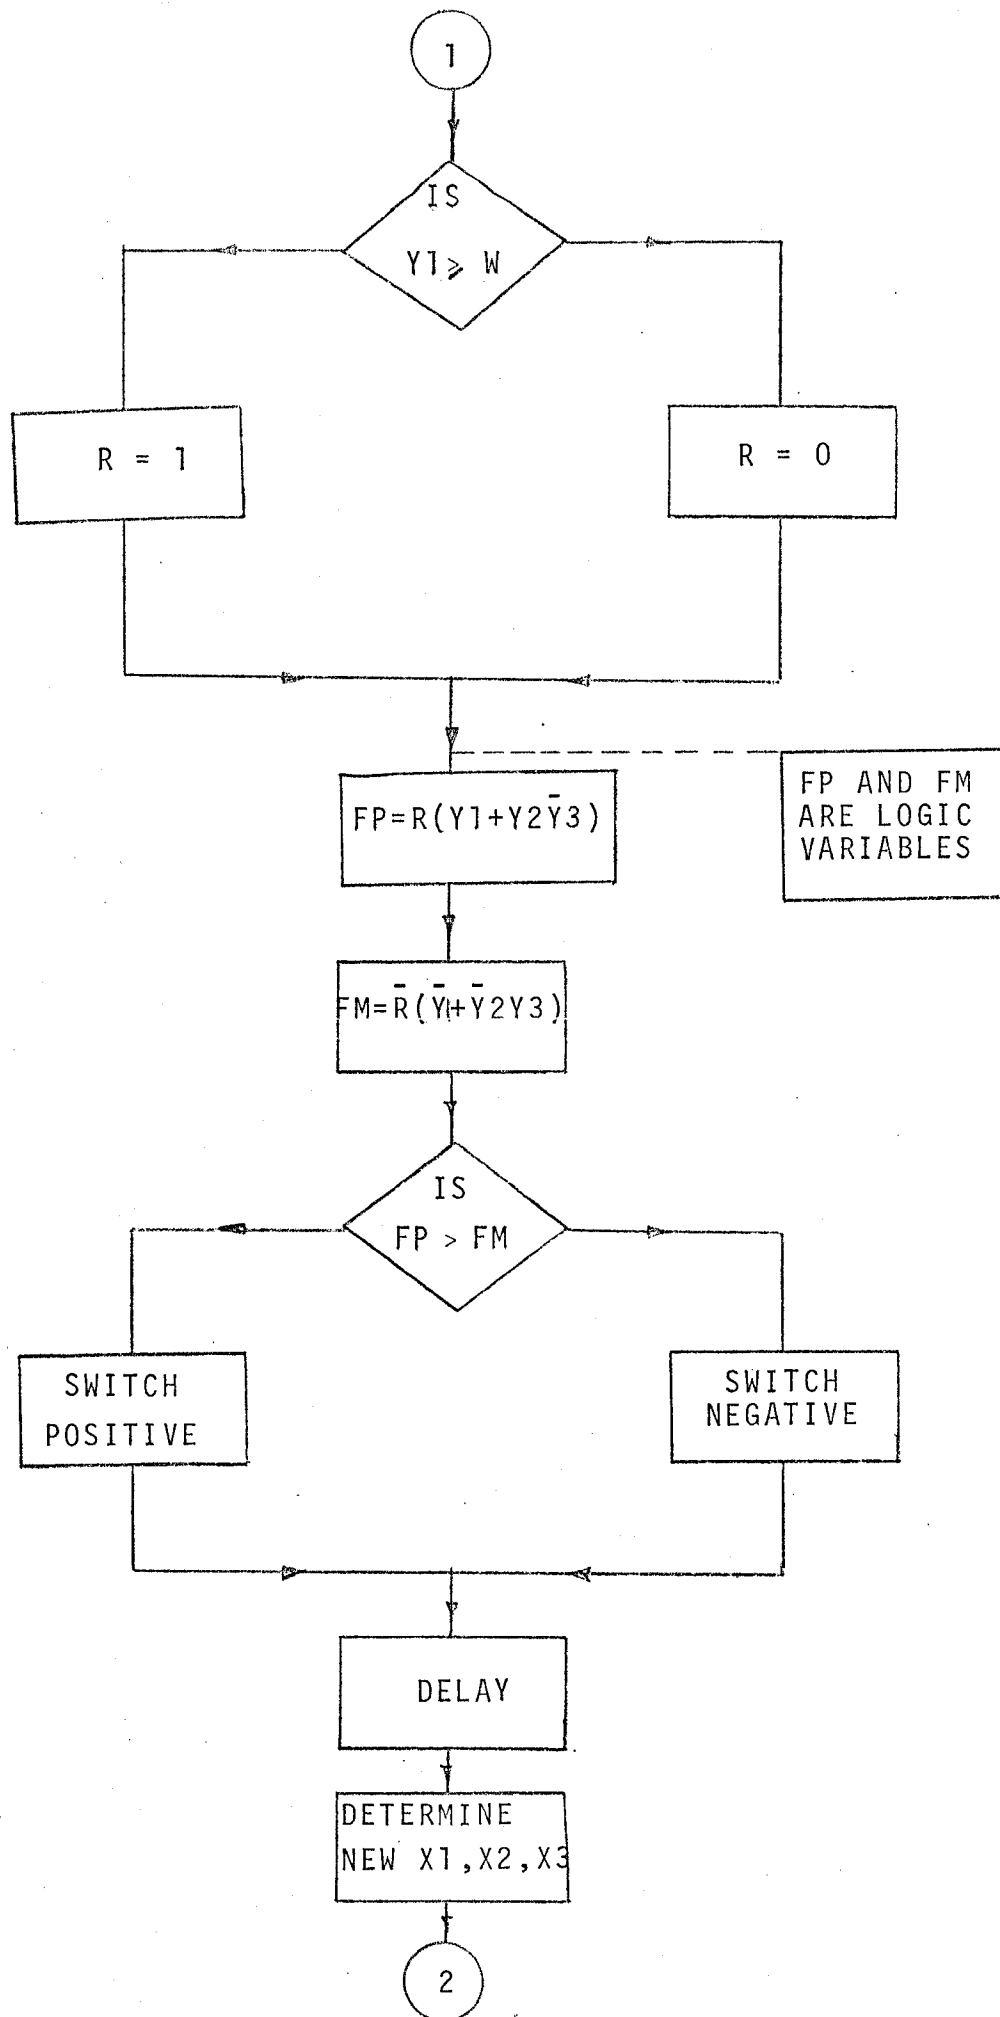 1
IS
Y1 ⩾ W
R = 1
R = 0
FP=R(Y1+Y2Ȳ3)
FP AND FM
ARE LOGIC
VARIABLES
FM=R̄(Ȳ1+Ȳ2Y3)
IS
FP > FM
SWITCH
POSITIVE
SWITCH
NEGATIVE
DELAY
DETERMINE
NEW X1,X2,X3
2